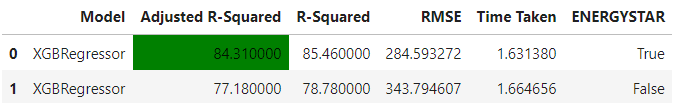 Model Adjusted R-Squared R-Squared RMSE Time Taken ENERGYSTAR
0 XGBRegressor 84.310000 85.460000 284.593272 1.631380 True
1 XGBRegressor 77.180000 78.780000 343.794607 1.664656 False